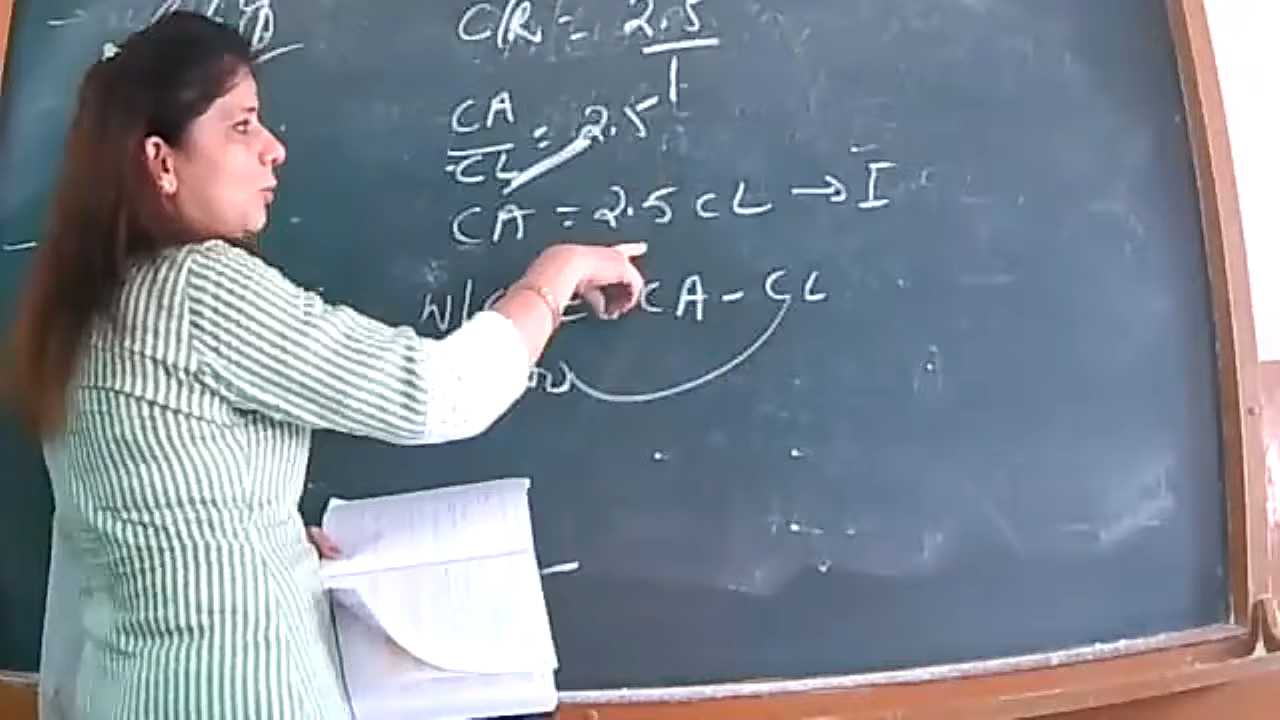 CR = 2.5
1
CA = 2.5
CL
CA = 2.5 CL → I
CA - CL